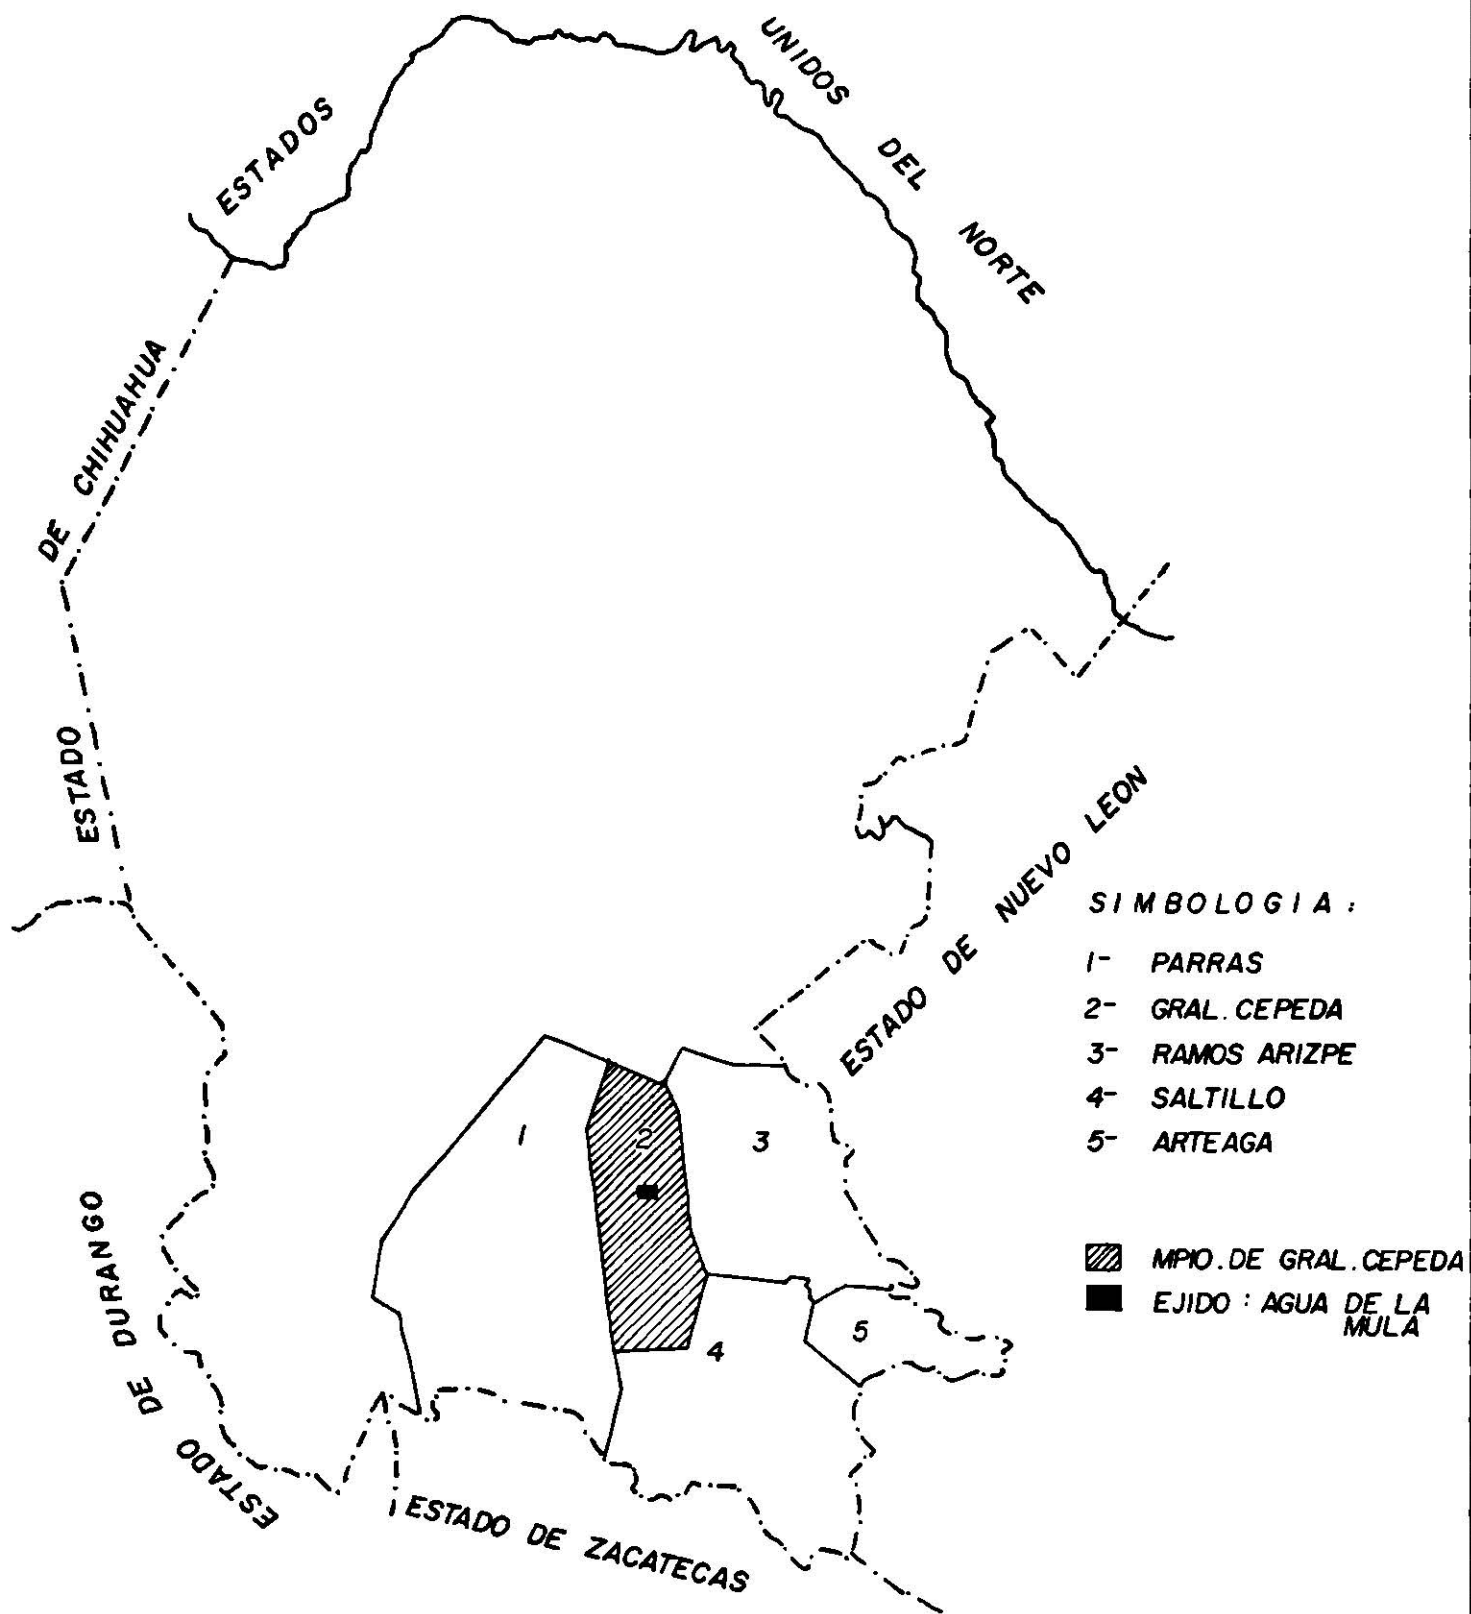 ESTADOS UNIDOS DEL NORTE
ESTADO DE CHIHUAHUA
ESTADO DE NUEVO LEON
SIMBOLOGIA:
1- PARRAS
2- GRAL. CEPEDA
3- RAMOS ARIZPE
4- SALTILLO
5- ARTEAGA
1
2
3
4
5
MPIO. DE GRAL. CEPEDA
EJIDO: AGUA DE LA
MULA
ESTADO DE DURANGO
ESTADO DE ZACATECAS